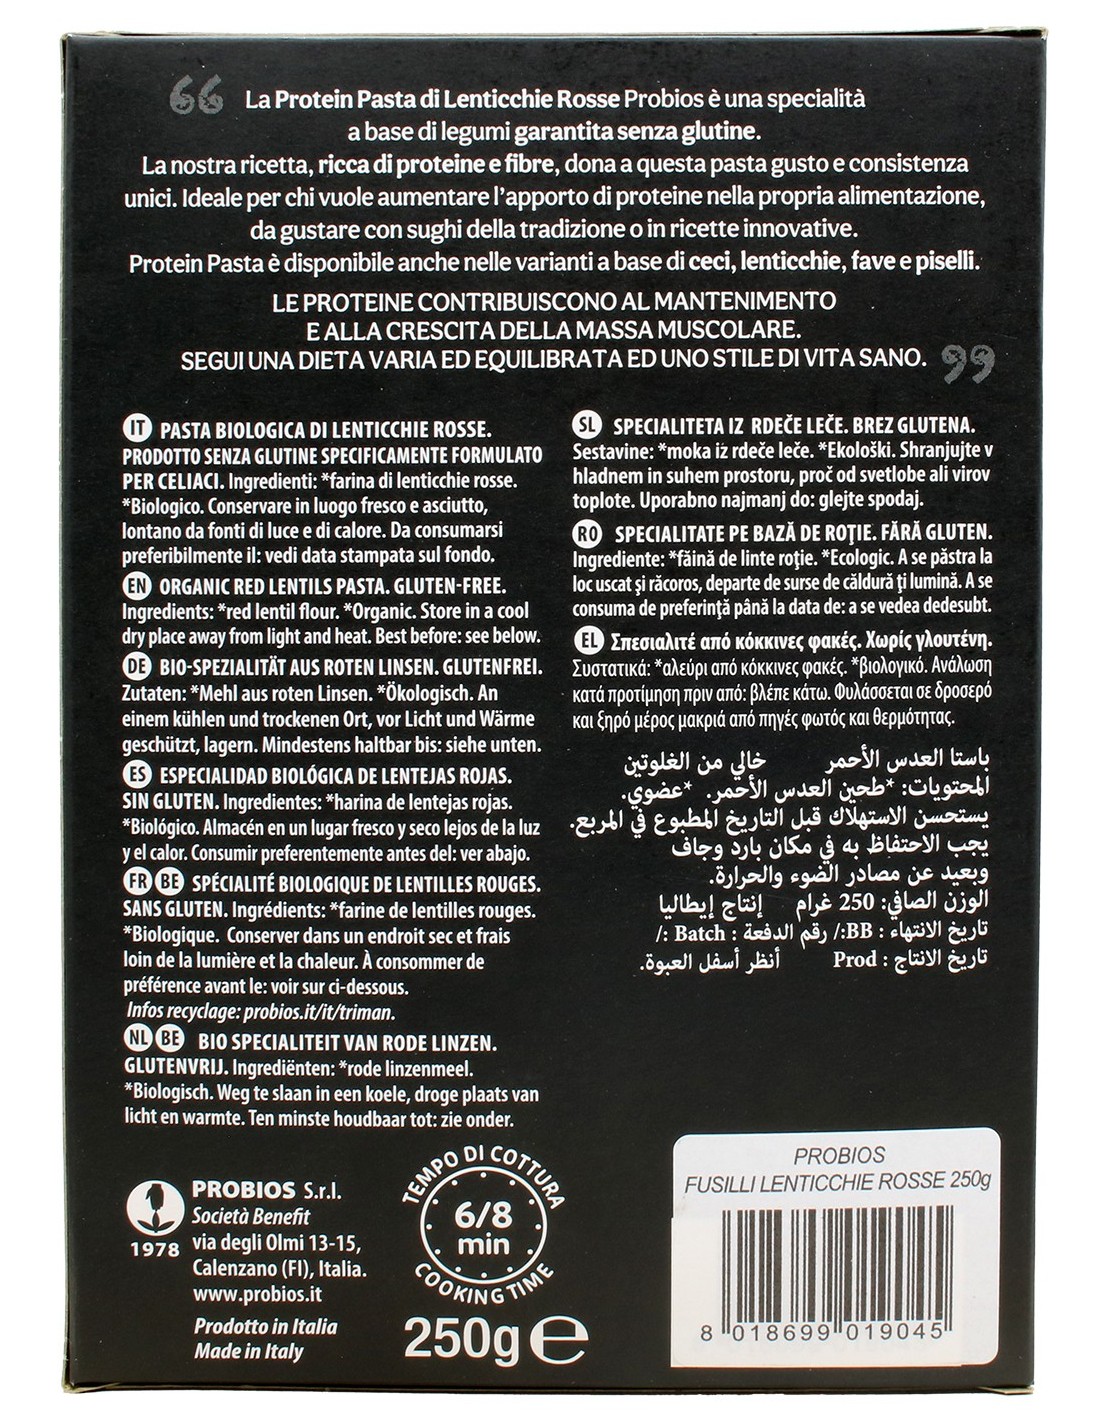 “ La Protein Pasta di Lenticchie Rosse Probios è una specialità
a base di legumi garantita senza glutine.
La nostra ricetta, ricca di proteine e fibre, dona a questa pasta gusto e consistenza
unici. Ideale per chi vuole aumentare l’apporto di proteine nella propria alimentazione,
da gustare con sughi della tradizione o in ricette innovative.
Protein Pasta è disponibile anche nelle varianti a base di ceci, lenticchie, fave e piselli.
LE PROTEINE CONTRIBUISCONO AL MANTENIMENTO
E ALLA CRESCITA DELLA MASSA MUSCOLARE.
SEGUI UNA DIETA VARIA ED EQUILIBRATA ED UNO STILE DI VITA SANO. ”
IT PASTA BIOLOGICA DI LENTICCHIE ROSSE.
PRODOTTO SENZA GLUTINE SPECIFICAMENTE FORMULATO
PER CELIACI. Ingredienti: *farina di lenticchie rosse.
*Biologico. Conservare in luogo fresco e asciutto,
lontano da fonti di luce e di calore. Da consumarsi
preferibilmente il: vedi data stampata sul fondo.
EN ORGANIC RED LENTILS PASTA. GLUTEN-FREE.
Ingredients: *red lentil flour. *Organic. Store in a cool
dry place away from light and heat. Best before: see below.
DE BIO-SPEZIALITÄT AUS ROTEN LINSEN. GLUTENFREI.
Zutaten: *Mehl aus roten Linsen. *Ökologisch. An
einem kühlen und trockenen Ort, vor Licht und Wärme
geschützt, lagern. Mindestens haltbar bis: siehe unten.
ES ESPECIALIDAD BIOLÓGICA DE LENTEJAS ROJAS.
SIN GLUTEN. Ingredientes: *harina de lentejas rojas.
*Biológico. Almacén en un lugar fresco y seco lejos de la luz
y el calor. Consumir preferentemente antes del: ver abajo.
FR BE SPÉCIALITÉ BIOLOGIQUE DE LENTILLES ROUGES.
SANS GLUTEN. Ingrédients: *farine de lentilles rouges.
*Biologique. Conserver dans un endroit sec et frais
loin de la lumière et la chaleur. À consommer de
préférence avant le: voir sur ci-dessous.
Infos recyclage: probios.it/it/triman.
NL BE BIO SPECIALITEIT VAN RODE LINZEN.
GLUTENVRIJ. Ingrediënten: *rode linzenmeel.
*Biologisch. Weg te slaan in een koele, droge plaats van
licht en warmte. Ten minste houdbaar tot: zie onder.
SL SPECIALITETA IZ RDEČE LEČE. BREZ GLUTENA.
Sestavine: *moka iz rdeče leče. *Ekološki. Shranjujte v
hladnem in suhem prostoru, proč od svetlobe ali virov
toplote. Uporabno najmanj do: glejte spodaj.
RO SPECIALITATE PE BAZĂ DE ROȚIE. FĂRĂ GLUTEN.
Ingrediente: *făină de linte roție. *Ecologic. A se păstra la
loc uscat și răcoros, departe de surse de căldură ți lumină. A se
consuma de preferință până la data de: a se vedea dedesubt.
EL Σπεσιαλιτέ από κόκκινες φακές. Χωρίς γλουτένη.
Συστατικά: *αλεύρι από κόκκινες φακές. *βιολογικό. Ανάλωση
κατά προτίμηση πριν από: βλέπε κάτω. Φυλάσσεται σε δροσερό
και ξηρό μέρος μακριά από πηγές φωτός και θερμότητας.
باستا العدس الأحمر خالي من الغلوتين
المحتويات: *طحين العدس الأحمر. *عضوي.
يستحسن الاستهلاك قبل التاريخ المطبوع في المربع.
يجب الاحتفاظ به في مكان بارد وجاف
وبعيد عن مصادر الضوء والحرارة.
الوزن الصافي: 250 غرام إنتاج إيطاليا
تاريخ الانتهاء : BB:/ رقم الدفعة : Batch :/
تاريخ الانتاج : Prod أنظر أسفل العبوة.
PROBIOS S.r.l.
Società Benefit
via degli Olmi 13-15,
Calenzano (FI), Italia.
www.probios.it
1978
Prodotto in Italia
Made in Italy
TEMPO DI COTTURA
6/8
min
COOKING TIME
250g ℮
PROBIOS
FUSILLI LENTICCHIE ROSSE 250g
8 018699 019045